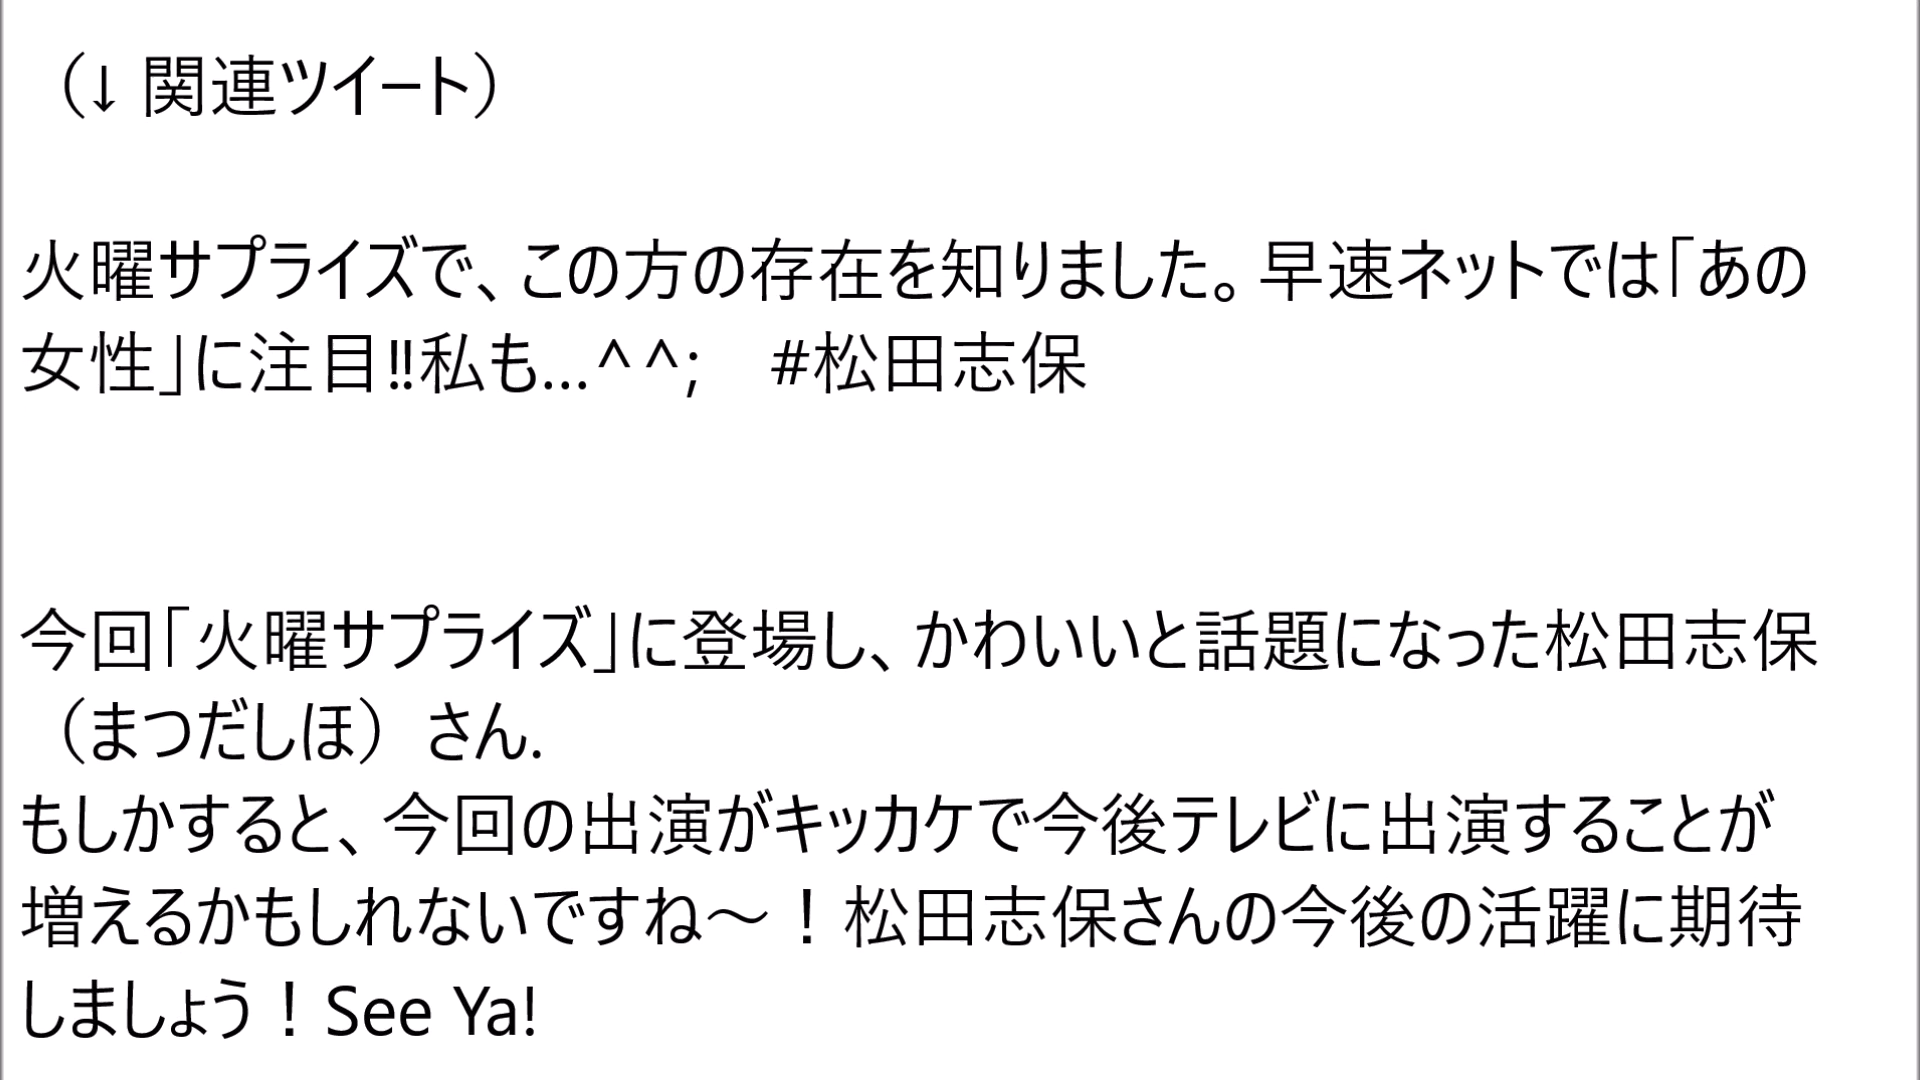 （↓ 関連ツイート）
火曜サプライズで、この方の存在を知りました。早速ネットでは「あの
女性」に注目‼私も…^ ^;　#松田志保
今回「火曜サプライズ」に登場し、かわいいと話題になった松田志保
（まつだしほ）さん.
もしかすると、今回の出演がキッカケで今後テレビに出演することが
増えるかもしれないですね～！松田志保さんの今後の活躍に期待
しましょう！See Ya!